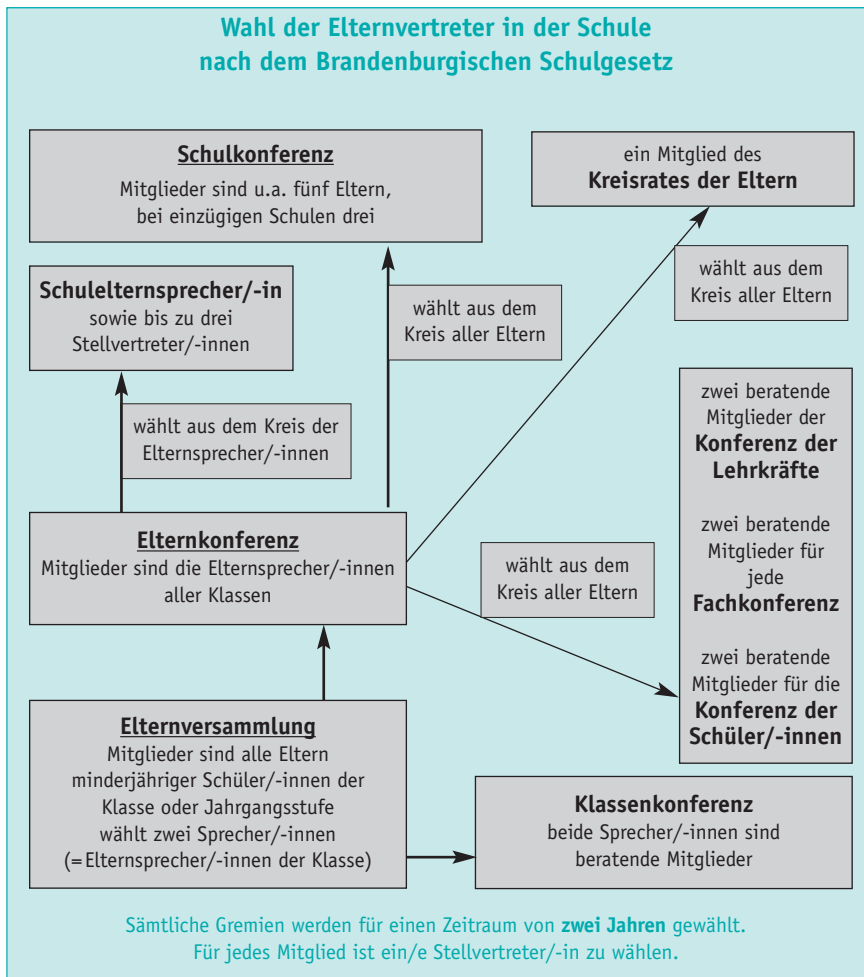 Wahl der Elternvertreter in der Schule
nach dem Brandenburgischen Schulgesetz
Schulkonferenz
Mitglieder sind u.a. fünf Eltern,
bei einzügigen Schulen drei
ein Mitglied des
Kreisrates der Eltern
Schulelternsprecher/-in
sowie bis zu drei
Stellvertreter/-innen
wählt aus dem
Kreis aller Eltern
wählt aus dem
Kreis aller Eltern
wählt aus dem Kreis der
Elternsprecher/-innen
zwei beratende
Mitglieder der
Konferenz der
Lehrkräfte
zwei beratende
Mitglieder für
jede
Fachkonferenz
zwei beratende
Mitglieder für die
Konferenz der
Schüler/-innen
Elternkonferenz
Mitglieder sind die Elternsprecher/-innen
aller Klassen
wählt aus dem
Kreis aller Eltern
Elternversammlung
Mitglieder sind alle Eltern
minderjähriger Schüler/-innen der
Klasse oder Jahrgangsstufe
wählt zwei Sprecher/-innen
(=Elternsprecher/-innen der Klasse)
Klassenkonferenz
beide Sprecher/-innen sind
beratende Mitglieder
Sämtliche Gremien werden für einen Zeitraum von zwei Jahren gewählt.
Für jedes Mitglied ist ein/e Stellvertreter/-in zu wählen.